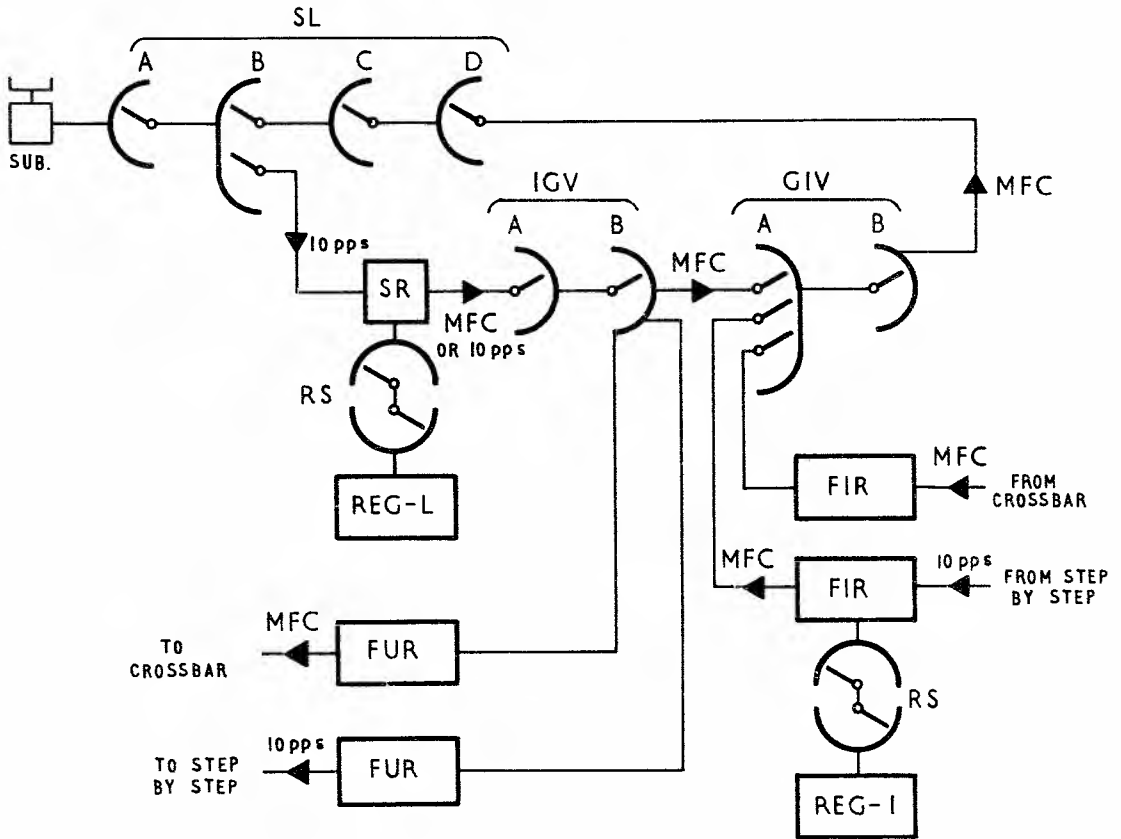 SL
A
B
C
D
SUB.
MFC
10 pps
IGV
A
B
GIV
A
B
SR
MFC
OR 10 pps
MFC
RS
REG-L
FIR
MFC
FROM
CROSSBAR
MFC
FIR
10 pps
FROM STEP
BY STEP
TO
CROSSBAR
MFC
FUR
RS
TO STEP
BY STEP
10 pps
FUR
REG-I